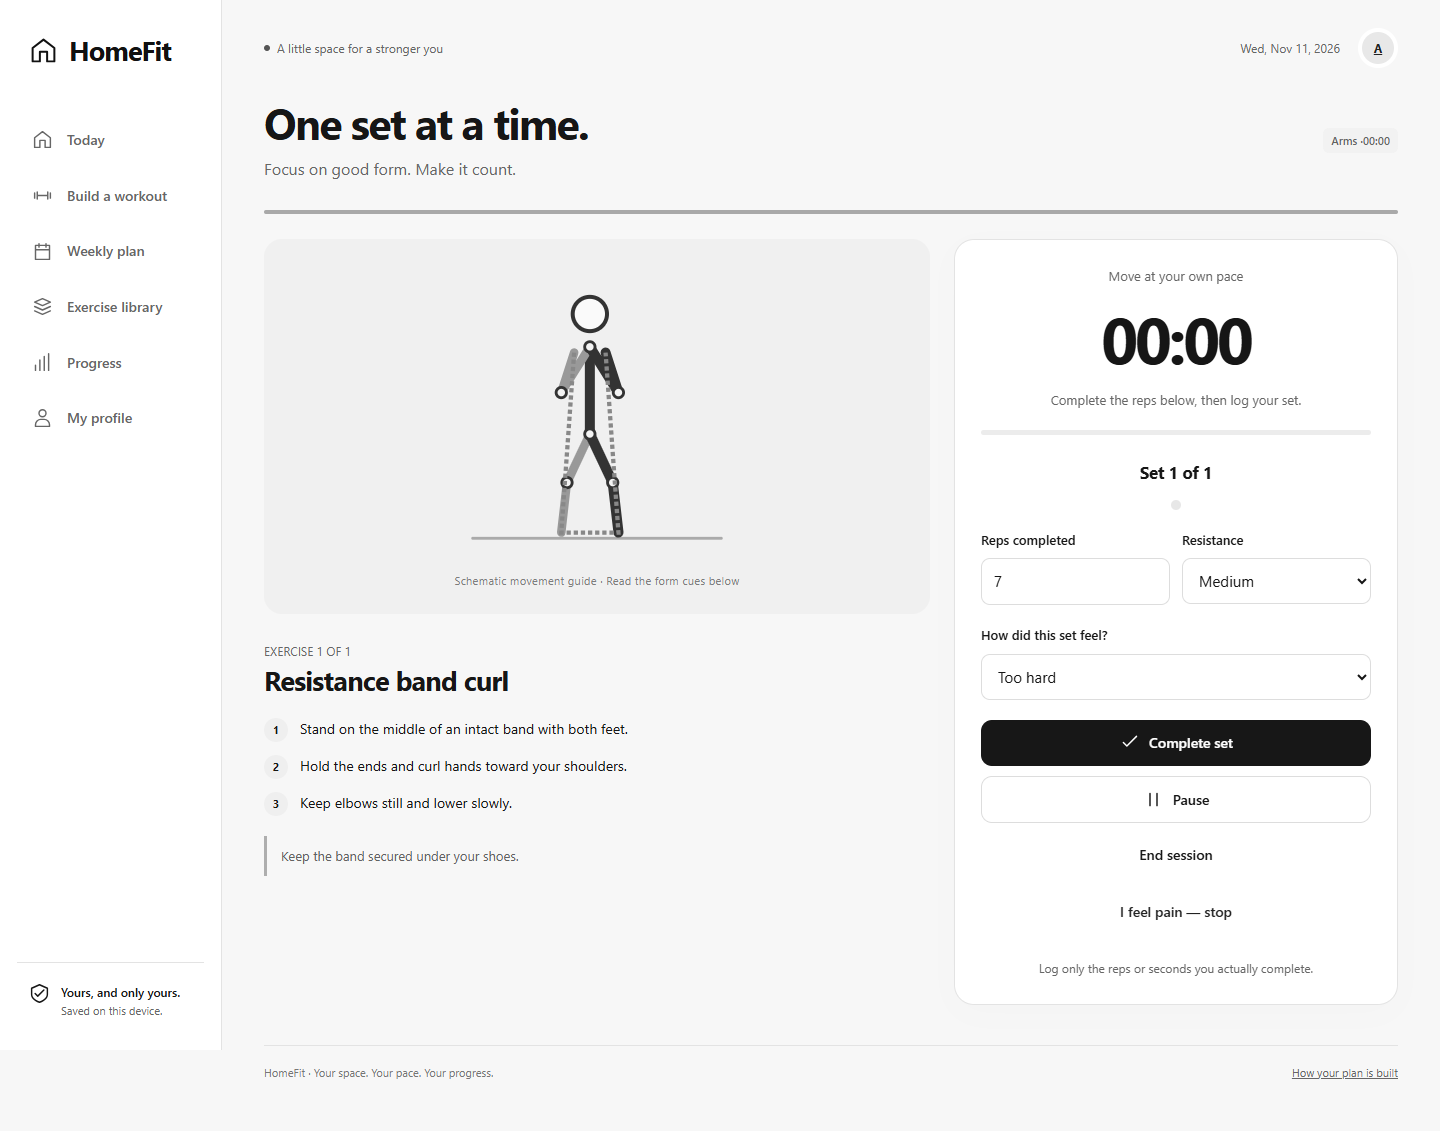 HomeFit
Today
Build a workout
Weekly plan
Exercise library
Progress
My profile
Yours, and only yours.
Saved on this device.
A little space for a stronger you
Wed, Nov 11, 2026
A
One set at a time.
Focus on good form. Make it count.
Arms ·00:00
Schematic movement guide · Read the form cues below
EXERCISE 1 OF 1
Resistance band curl
1 Stand on the middle of an intact band with both feet.
2 Hold the ends and curl hands toward your shoulders.
3 Keep elbows still and lower slowly.
Keep the band secured under your shoes.
Move at your own pace
00:00
Complete the reps below, then log your set.
Set 1 of 1
Reps completed
7
Resistance
Medium
How did this set feel?
Too hard
Complete set
Pause
End session
I feel pain — stop
Log only the reps or seconds you actually complete.
HomeFit · Your space. Your pace. Your progress.
How your plan is built